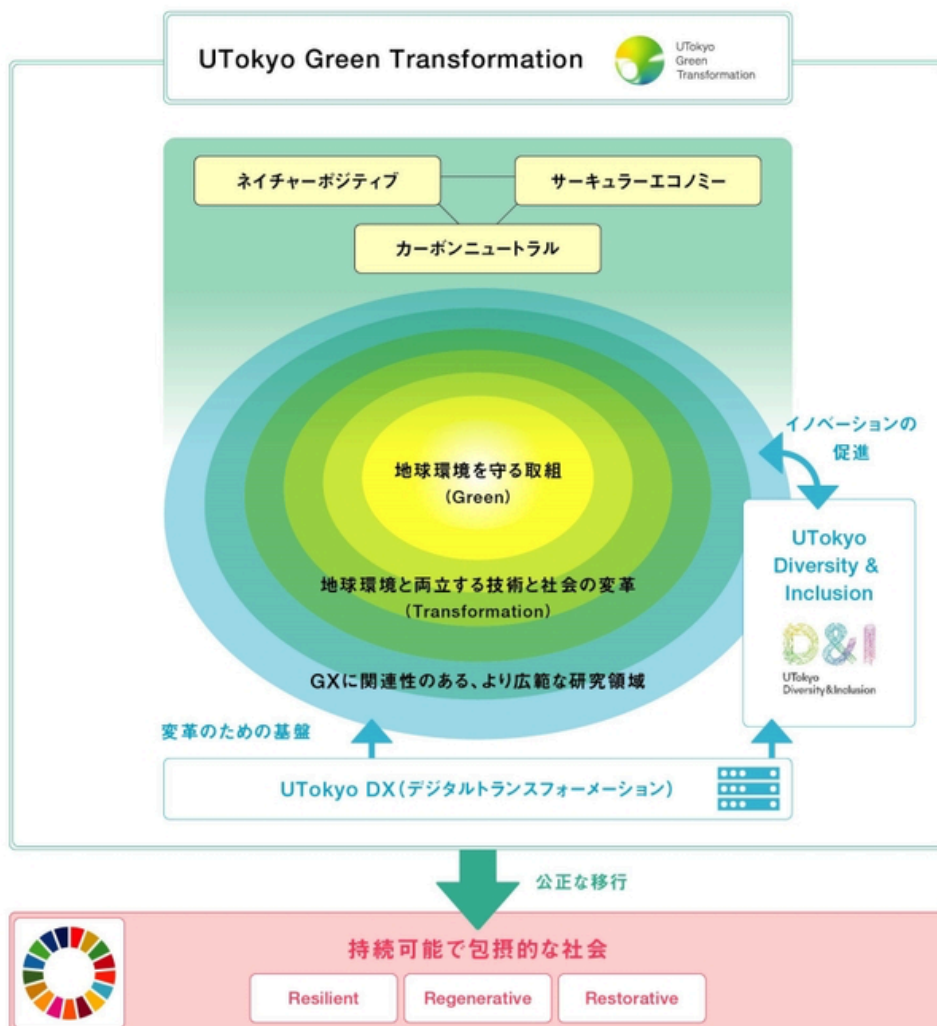 UTokyo Green Transformation
UTokyo
Green
Transformation
ネイチャーポジティブ
サーキュラーエコノミー
カーボンニュートラル
地球環境を守る取組
(Green)
地球環境と両立する技術と社会の変革
(Transformation)
GXに関連性のある、より広範な研究領域
イノベーションの
促進
UTokyo
Diversity &
Inclusion
D&I
UTokyo
Diversity&Inclusion
変革のための基盤
UTokyo DX(デジタルトランスフォーメーション)
公正な移行
持続可能で包摂的な社会
Resilient
Regenerative
Restorative